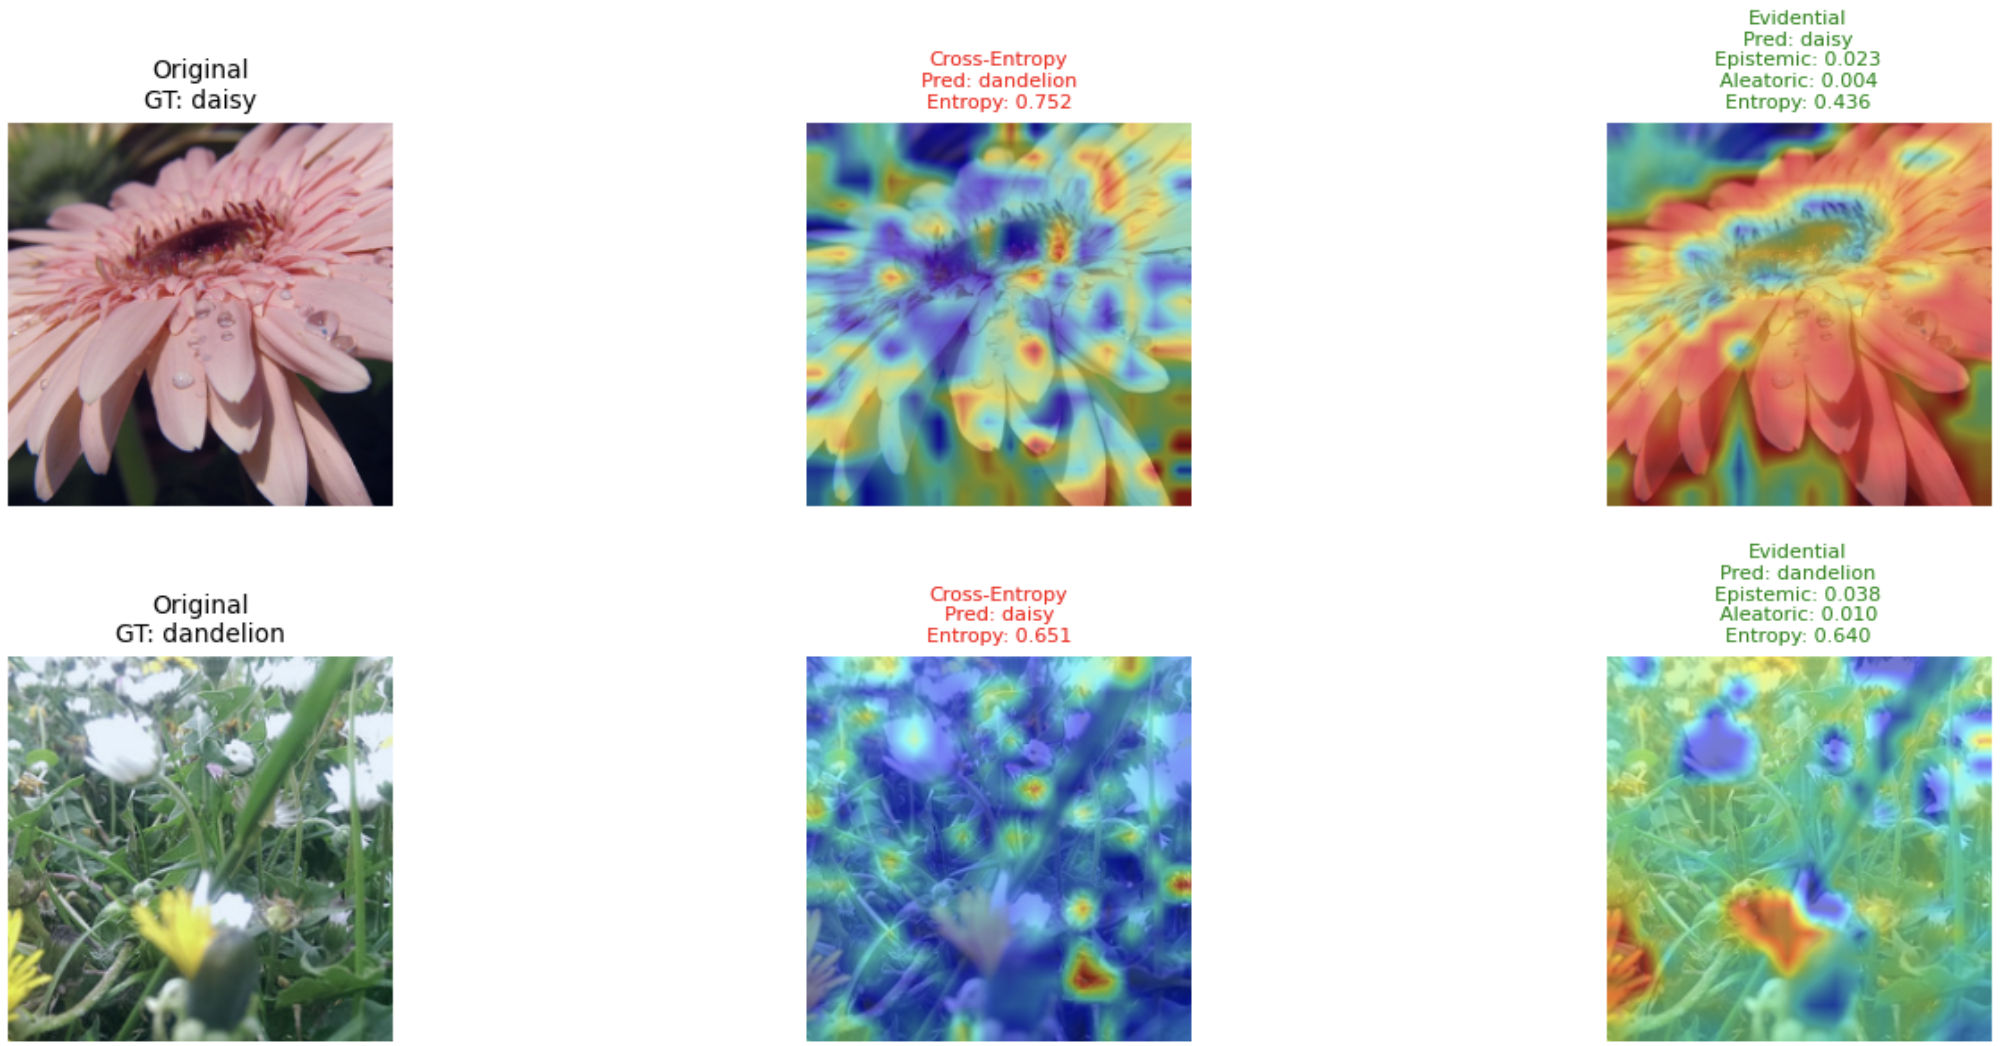 Original
GT: daisy
Cross-Entropy
Pred: dandelion
Entropy: 0.752
Evidential
Pred: daisy
Epistemic: 0.023
Aleatoric: 0.004
Entropy: 0.436
Original
GT: dandelion
Cross-Entropy
Pred: daisy
Entropy: 0.651
Evidential
Pred: dandelion
Epistemic: 0.038
Aleatoric: 0.010
Entropy: 0.640